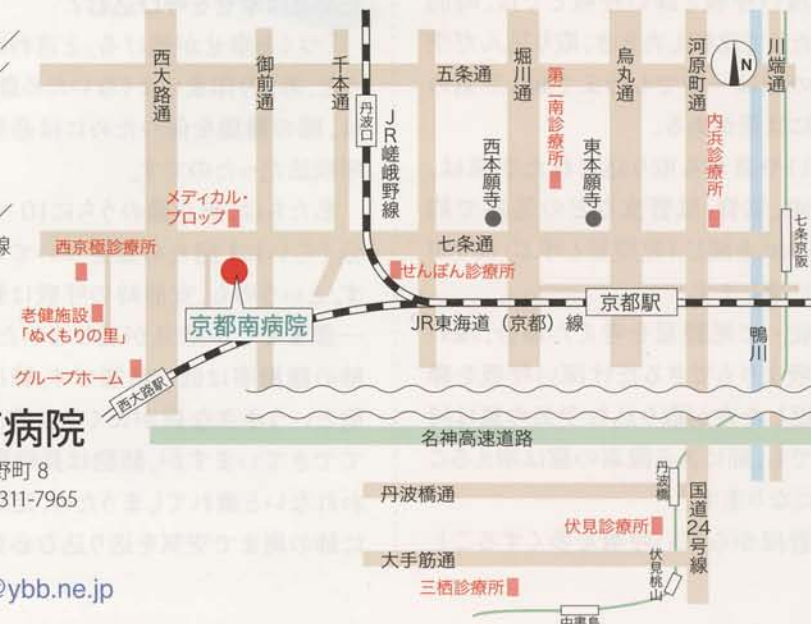 西大路通
御前通
千本通
五条通
堀川通
烏丸通
河原町通
N
川端通
丹波口
JR嵯峨野線
第二南診療所
内浜診療所
西本願寺
東本願寺
メディカル・
プロップ
西京極診療所
七条通
七条京阪
せんぼん診療所
線
老健施設
「ぬくもりの里」
京都南病院
京都駅
JR東海道(京都)線
鴨川
グループホーム
西大路駅
病院
名神高速道路
野町 8
311-7965
丹波橋通
丹波橋
国道24号線
伏見診療所
大手筋通
伏見桃山
三栖診療所
@ybb.ne.jp
中書島